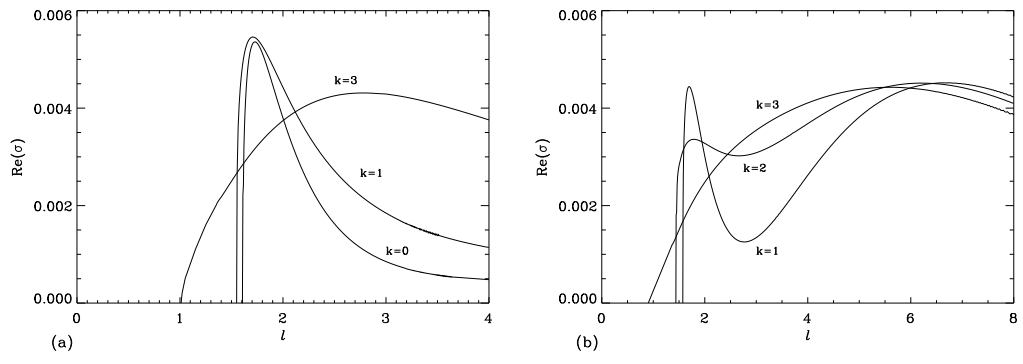 0.006
0.004
0.002
0.000
Re(σ)
k=3
k=1
k=0
0 1 2 3 4
l
(a)
0.006
0.004
0.002
0.000
Re(σ)
k=3
k=2
k=1
0 2 4 6 8
l
(b)